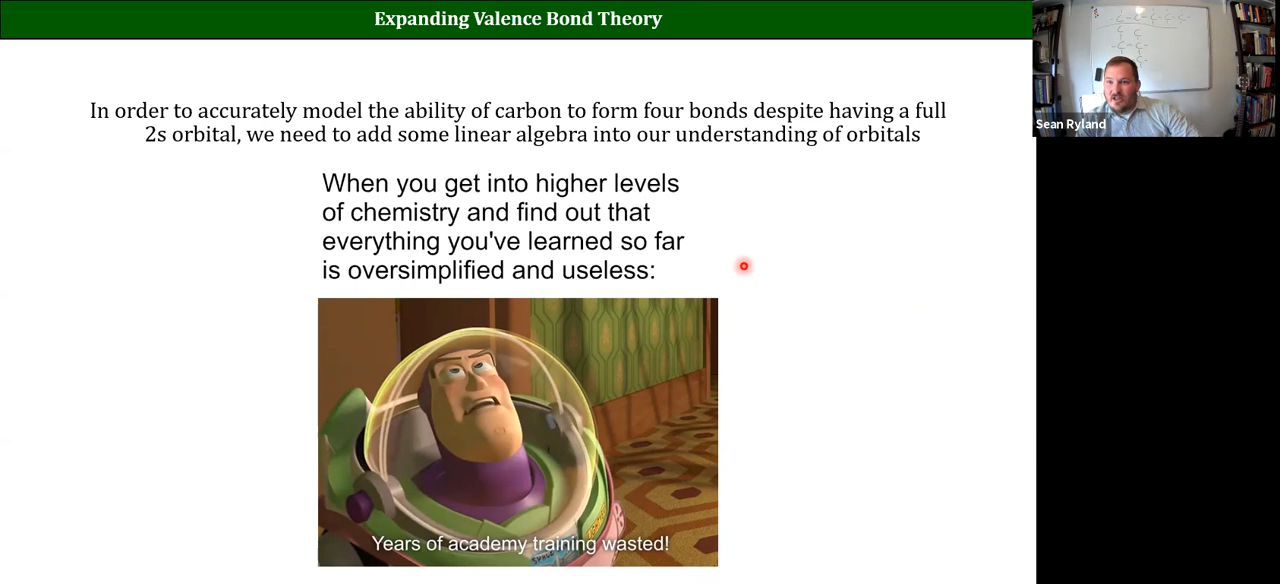 Expanding Valence Bond Theory
In order to accurately model the ability of carbon to form four bonds despite having a full
2s orbital, we need to add some linear algebra into our understanding of orbitals
When you get into higher levels
of chemistry and find out that
everything you've learned so far
is oversimplified and useless:
Years of academy training wasted!
Sean Ryland